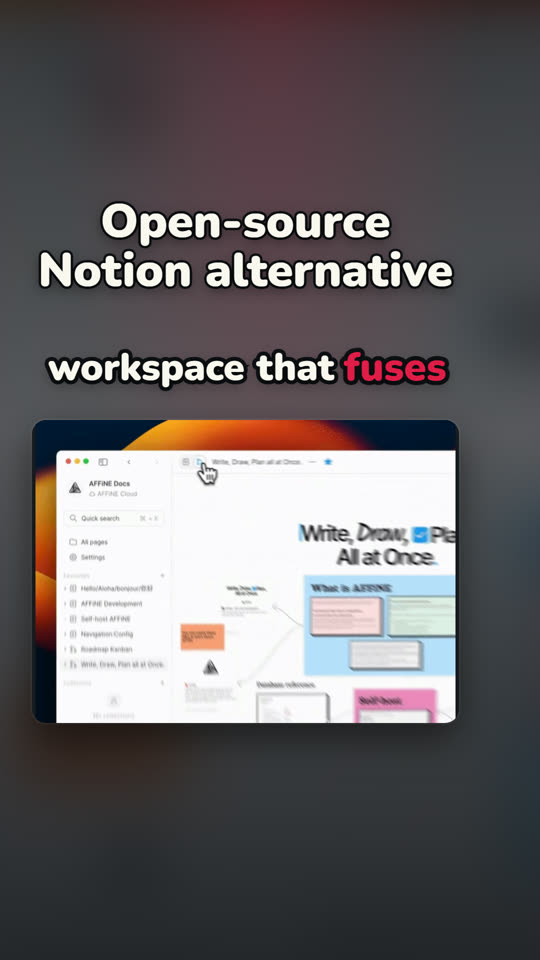 Open-source
Notion alternative
workspace that fuses
Write, Draw, Plan all at Once.
AFFiNE Docs
AFFiNE Cloud
Quick search
⌘ + K
All pages
Settings
Favorites
Hello/Aloha/bonjour/你好
AFFiNE Development
Self-host AFFiNE
Navigation Config
Roadmap Kanban
Write, Draw, Plan all at Once.
Write, Draw, Pla
All at Once.
What is AFFiNE
Database reference
Self-host